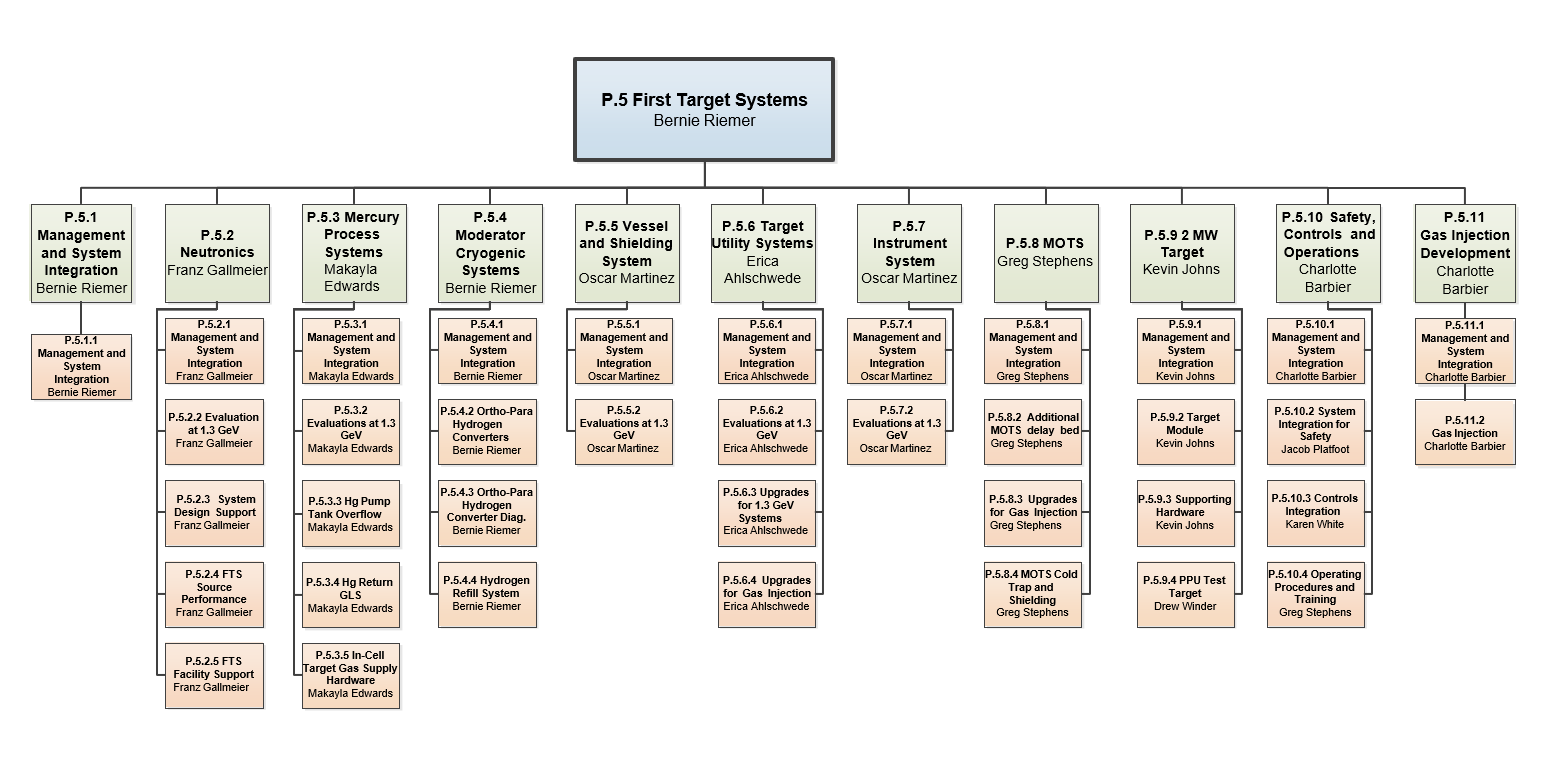 P.5 First Target Systems
Bernie Riemer
P.5.1
Management
and System
Integration
Bernie Riemer
P.5.2
Neutronics
Franz Gallmeier
P.5.3 Mercury
Process
Systems
Makayla
Edwards
P.5.4
Moderator
Cryogenic
Systems
Bernie Riemer
P.5.5 Vessel
and Shielding
System
Oscar Martinez
P.5.6 Target
Utility Systems
Erica
Ahlschwede
P.5.7
Instrument
System
Oscar Martinez
P.5.8 MOTS
Greg Stephens
P.5.9 2 MW
Target
Kevin Johns
P.5.10 Safety,
Controls and
Operations
Charlotte
Barbier
P.5.11
Gas Injection
Development
Charlotte
Barbier
P.5.1.1
Management and
System
Integration
Bernie Riemer
P.5.2.1
Management and
System
Integration
Franz Gallmeier
P.5.2.2 Evaluation
at 1.3 GeV
Franz Gallmeier
P.5.2.3 System
Design Support
Franz Gallmeier
P.5.2.4 FTS
Source
Performance
Franz Gallmeier
P.5.2.5 FTS
Facility Support
Franz Gallmeier
P.5.3.1
Management and
System
Integration
Makayla Edwards
P.5.3.2
Evaluations at 1.3
GeV
Makayla Edwards
P.5.3.3 Hg Pump
Tank Overflow
Makayla Edwards
P.5.3.4 Hg Return
GLS
Makayla Edwards
P.5.3.5 In-Cell
Target Gas Supply
Hardware
Makayla Edwards
P.5.4.1
Management and
System
Integration
Bernie Riemer
P.5.4.2 Ortho-Para
Hydrogen
Converters
Bernie Riemer
P.5.4.3 Ortho-Para
Hydrogen
Converter Diag.
Bernie Riemer
P.5.4.4 Hydrogen
Refill System
Bernie Riemer
P.5.5.1
Management and
System
Integration
Oscar Martinez
P.5.5.2
Evaluations at 1.3
GeV
Oscar Martinez
P.5.6.1
Management and
System
Integration
Erica Ahlschwede
P.5.6.2
Evaluations at 1.3
GeV
Erica Ahlschwede
P.5.6.3 Upgrades
for 1.3 GeV
Systems
Erica Ahlschwede
P.5.6.4 Upgrades
for Gas Injection
Erica Ahlschwede
P.5.7.1
Management and
System
Integration
Oscar Martinez
P.5.7.2
Evaluations at 1.3
GeV
Oscar Martinez
P.5.8.1
Management and
System
Integration
Greg Stephens
P.5.8.2 Additional
MOTS delay bed
Greg Stephens
P.5.8.3 Upgrades
for Gas Injection
Greg Stephens
P.5.8.4 MOTS Cold
Trap and
Shielding
Greg Stephens
P.5.9.1
Management and
System
Integration
Kevin Johns
P.5.9.2 Target
Module
Kevin Johns
P.5.9.3 Supporting
Hardware
Kevin Johns
P.5.9.4 PPU Test
Target
Drew Winder
P.5.10.1
Management and
System
Integration
Charlotte Barbier
P.5.10.2 System
Integration for
Safety
Jacob Platfoot
P.5.10.3 Controls
Integration
Karen White
P.5.10.4 Operating
Procedures and
Training
Greg Stephens
P.5.11.1
Management and
System
Integration
Charlotte Barbier
P.5.11.2
Gas Injection
Charlotte Barbier